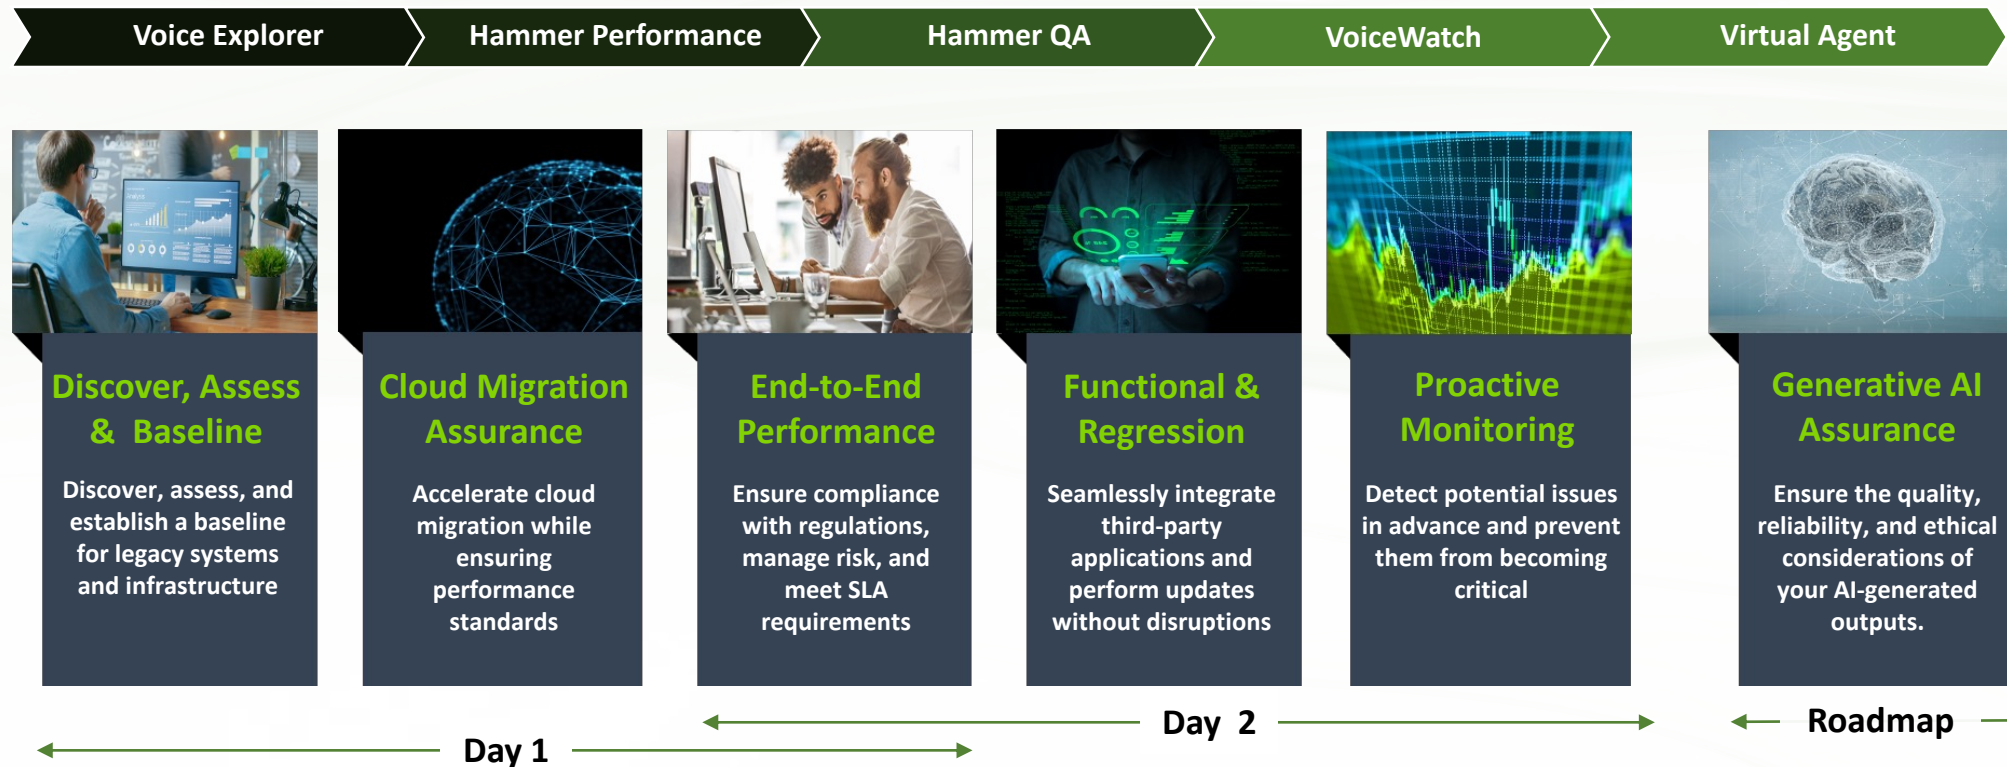 Voice Explorer
Hammer Performance
Hammer QA
VoiceWatch
Virtual Agent
Discover, Assess
& Baseline
Discover, assess, and
establish a baseline
for legacy systems
and infrastructure
Cloud Migration
Assurance
Accelerate cloud
migration while
ensuring
performance
standards
End-to-End
Performance
Ensure compliance
with regulations,
manage risk, and
meet SLA
requirements
Functional &
Regression
Seamlessly integrate
third-party
applications and
perform updates
without disruptions
Proactive
Monitoring
Detect potential issues
in advance and prevent
them from becoming
critical
Generative AI
Assurance
Ensure the quality,
reliability, and ethical
considerations of
your AI-generated
outputs.
Day 2
Roadmap
Day 1